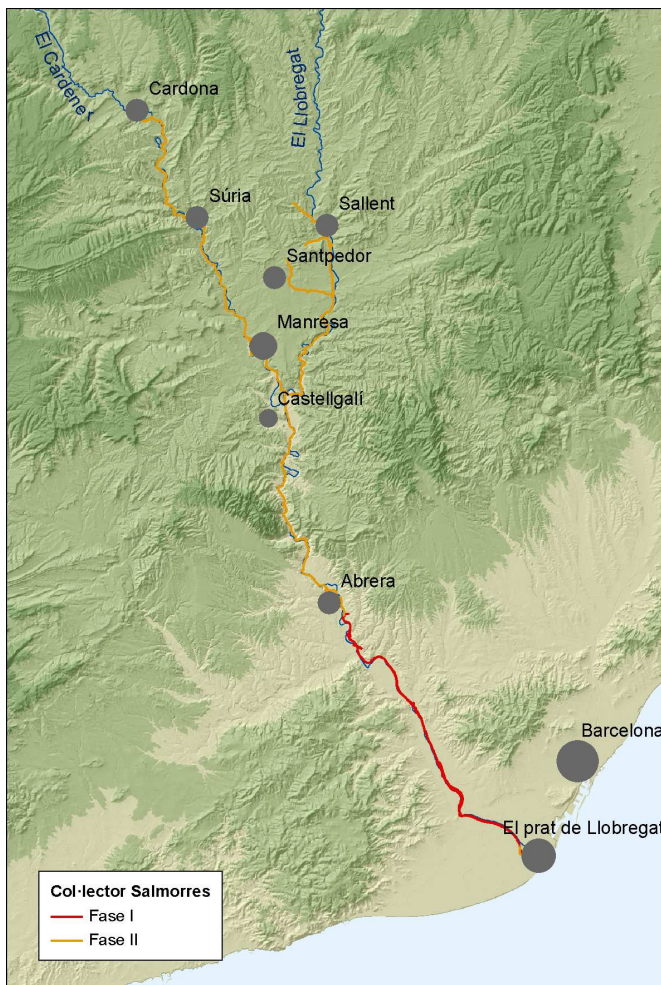 El Cardener
El Llobregat
Cardona
Súria
Sallent
Santpedor
Manresa
Castellgalí
Abrera
Barcelona
El prat de Llobregat
Col·lector Salmorres
Fase I
Fase II